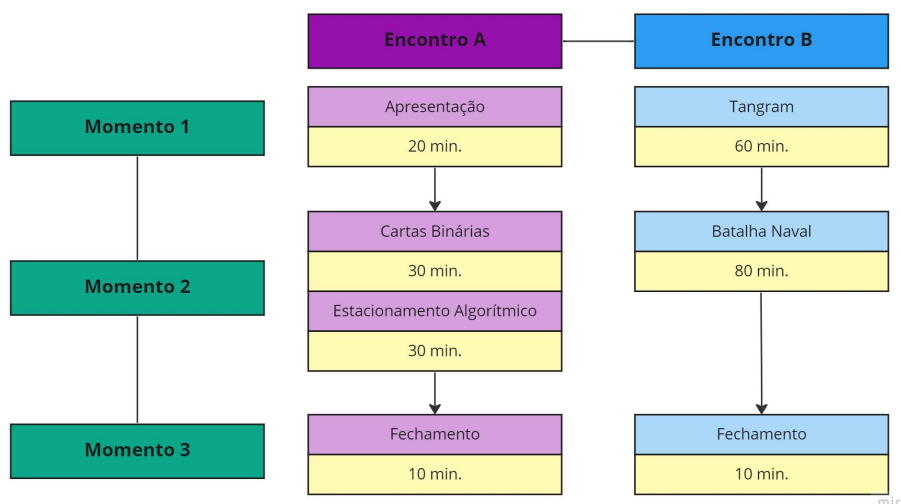 Encontro A
Encontro B
Momento 1
Apresentação
20 min.
Tangram
60 min.
Momento 2
Cartas Binárias
30 min.
Estacionamento Algorítmico
30 min.
Batalha Naval
80 min.
Momento 3
Fechamento
10 min.
Fechamento
10 min.